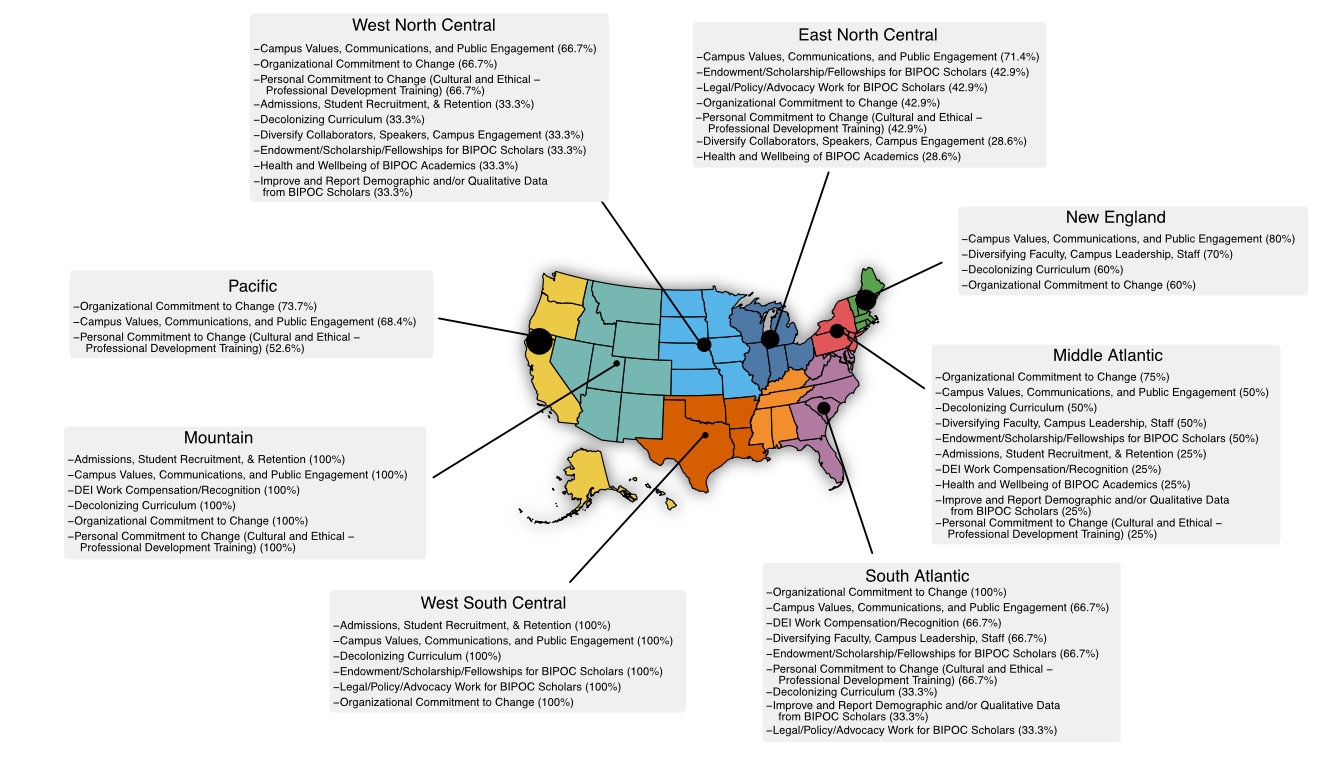 West North Central
–Campus Values, Communications, and Public Engagement (66.7%)
–Organizational Commitment to Change (66.7%)
–Personal Commitment to Change (Cultural and Ethical –
Professional Development Training) (66.7%)
–Admissions, Student Recruitment, & Retention (33.3%)
–Decolonizing Curriculum (33.3%)
–Diversify Collaborators, Speakers, Campus Engagement (33.3%)
–Endowment/Scholarship/Fellowships for BIPOC Scholars (33.3%)
–Health and Wellbeing of BIPOC Academics (33.3%)
–Improve and Report Demographic and/or Qualitative Data
from BIPOC Scholars (33.3%)
East North Central
–Campus Values, Communications, and Public Engagement (71.4%)
–Endowment/Scholarship/Fellowships for BIPOC Scholars (42.9%)
–Legal/Policy/Advocacy Work for BIPOC Scholars (42.9%)
–Organizational Commitment to Change (42.9%)
–Personal Commitment to Change (Cultural and Ethical –
Professional Development Training) (42.9%)
–Diversify Collaborators, Speakers, Campus Engagement (28.6%)
–Health and Wellbeing of BIPOC Academics (28.6%)
New England
–Campus Values, Communications, and Public Engagement (80%)
–Diversifying Faculty, Campus Leadership, Staff (70%)
–Decolonizing Curriculum (60%)
–Organizational Commitment to Change (60%)
Pacific
–Organizational Commitment to Change (73.7%)
–Campus Values, Communications, and Public Engagement (68.4%)
–Personal Commitment to Change (Cultural and Ethical –
Professional Development Training) (52.6%)
Middle Atlantic
–Organizational Commitment to Change (75%)
–Campus Values, Communications, and Public Engagement (50%)
–Decolonizing Curriculum (50%)
–Diversifying Faculty, Campus Leadership, Staff (50%)
–Endowment/Scholarship/Fellowships for BIPOC Scholars (50%)
–Admissions, Student Recruitment, & Retention (25%)
–DEI Work Compensation/Recognition (25%)
–Health and Wellbeing of BIPOC Academics (25%)
–Improve and Report Demographic and/or Qualitative Data
from BIPOC Scholars (25%)
–Personal Commitment to Change (Cultural and Ethical –
Professional Development Training) (25%)
Mountain
–Admissions, Student Recruitment, & Retention (100%)
–Campus Values, Communications, and Public Engagement (100%)
–DEI Work Compensation/Recognition (100%)
–Decolonizing Curriculum (100%)
–Organizational Commitment to Change (100%)
–Personal Commitment to Change (Cultural and Ethical –
Professional Development Training) (100%)
West South Central
–Admissions, Student Recruitment, & Retention (100%)
–Campus Values, Communications, and Public Engagement (100%)
–Decolonizing Curriculum (100%)
–Endowment/Scholarship/Fellowships for BIPOC Scholars (100%)
–Legal/Policy/Advocacy Work for BIPOC Scholars (100%)
–Organizational Commitment to Change (100%)
South Atlantic
–Organizational Commitment to Change (100%)
–Campus Values, Communications, and Public Engagement (66.7%)
–DEI Work Compensation/Recognition (66.7%)
–Diversifying Faculty, Campus Leadership, Staff (66.7%)
–Endowment/Scholarship/Fellowships for BIPOC Scholars (66.7%)
–Personal Commitment to Change (Cultural and Ethical –
Professional Development Training) (66.7%)
–Decolonizing Curriculum (33.3%)
–Improve and Report Demographic and/or Qualitative Data
from BIPOC Scholars (33.3%)
–Legal/Policy/Advocacy Work for BIPOC Scholars (33.3%)